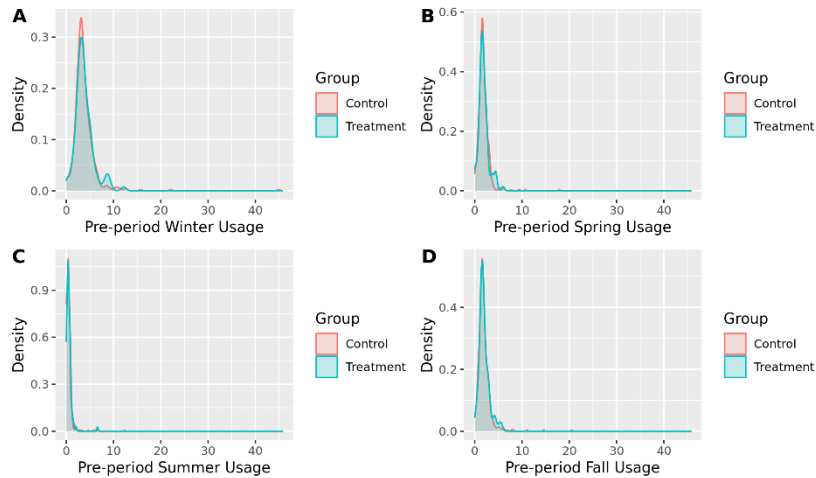 A
Density
0.3
0.2
0.1
0.0
0 10 20 30 40
Pre-period Winter Usage
Group
Control
Treatment
B
Density
0.6
0.4
0.2
0.0
0 10 20 30 40
Pre-period Spring Usage
Group
Control
Treatment
C
Density
0.9
0.6
0.3
0.0
0 10 20 30 40
Pre-period Summer Usage
Group
Control
Treatment
D
Density
0.4
0.2
0.0
0 10 20 30 40
Pre-period Fall Usage
Group
Control
Treatment